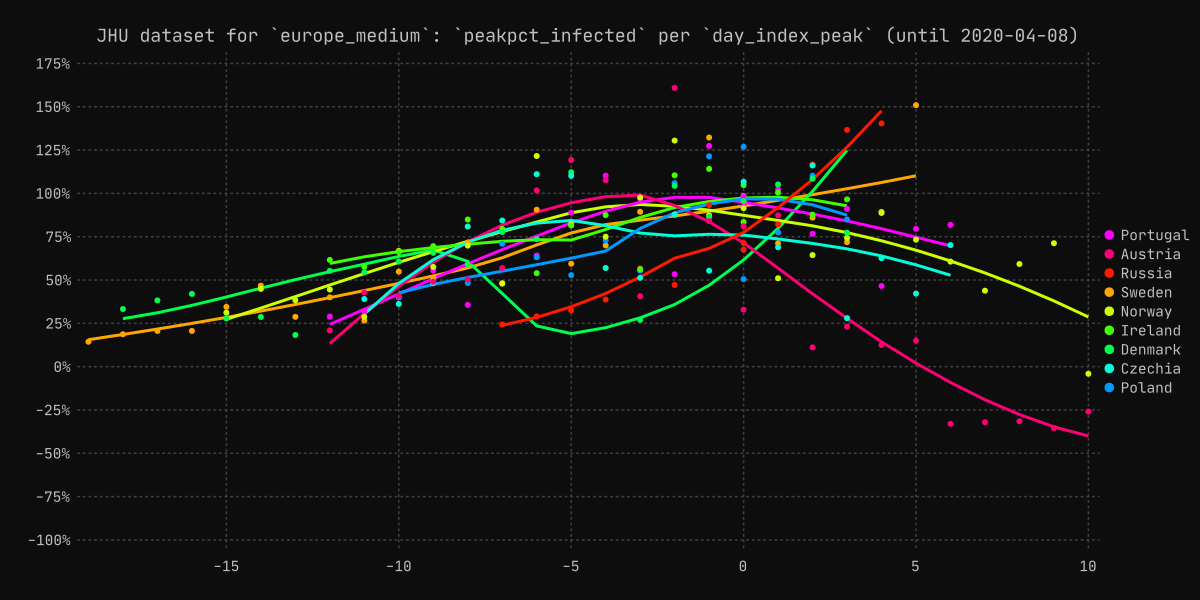 JHU dataset for `europe_medium`: `peakpct_infected` per `day_index_peak` (until 2020-04-08)
175%
150%
125%
100%
75%
50%
25%
0%
-25%
-50%
-75%
-100%
-15 -10 -5 0 5 10
Portugal
Austria
Russia
Sweden
Norway
Ireland
Denmark
Czechia
Poland